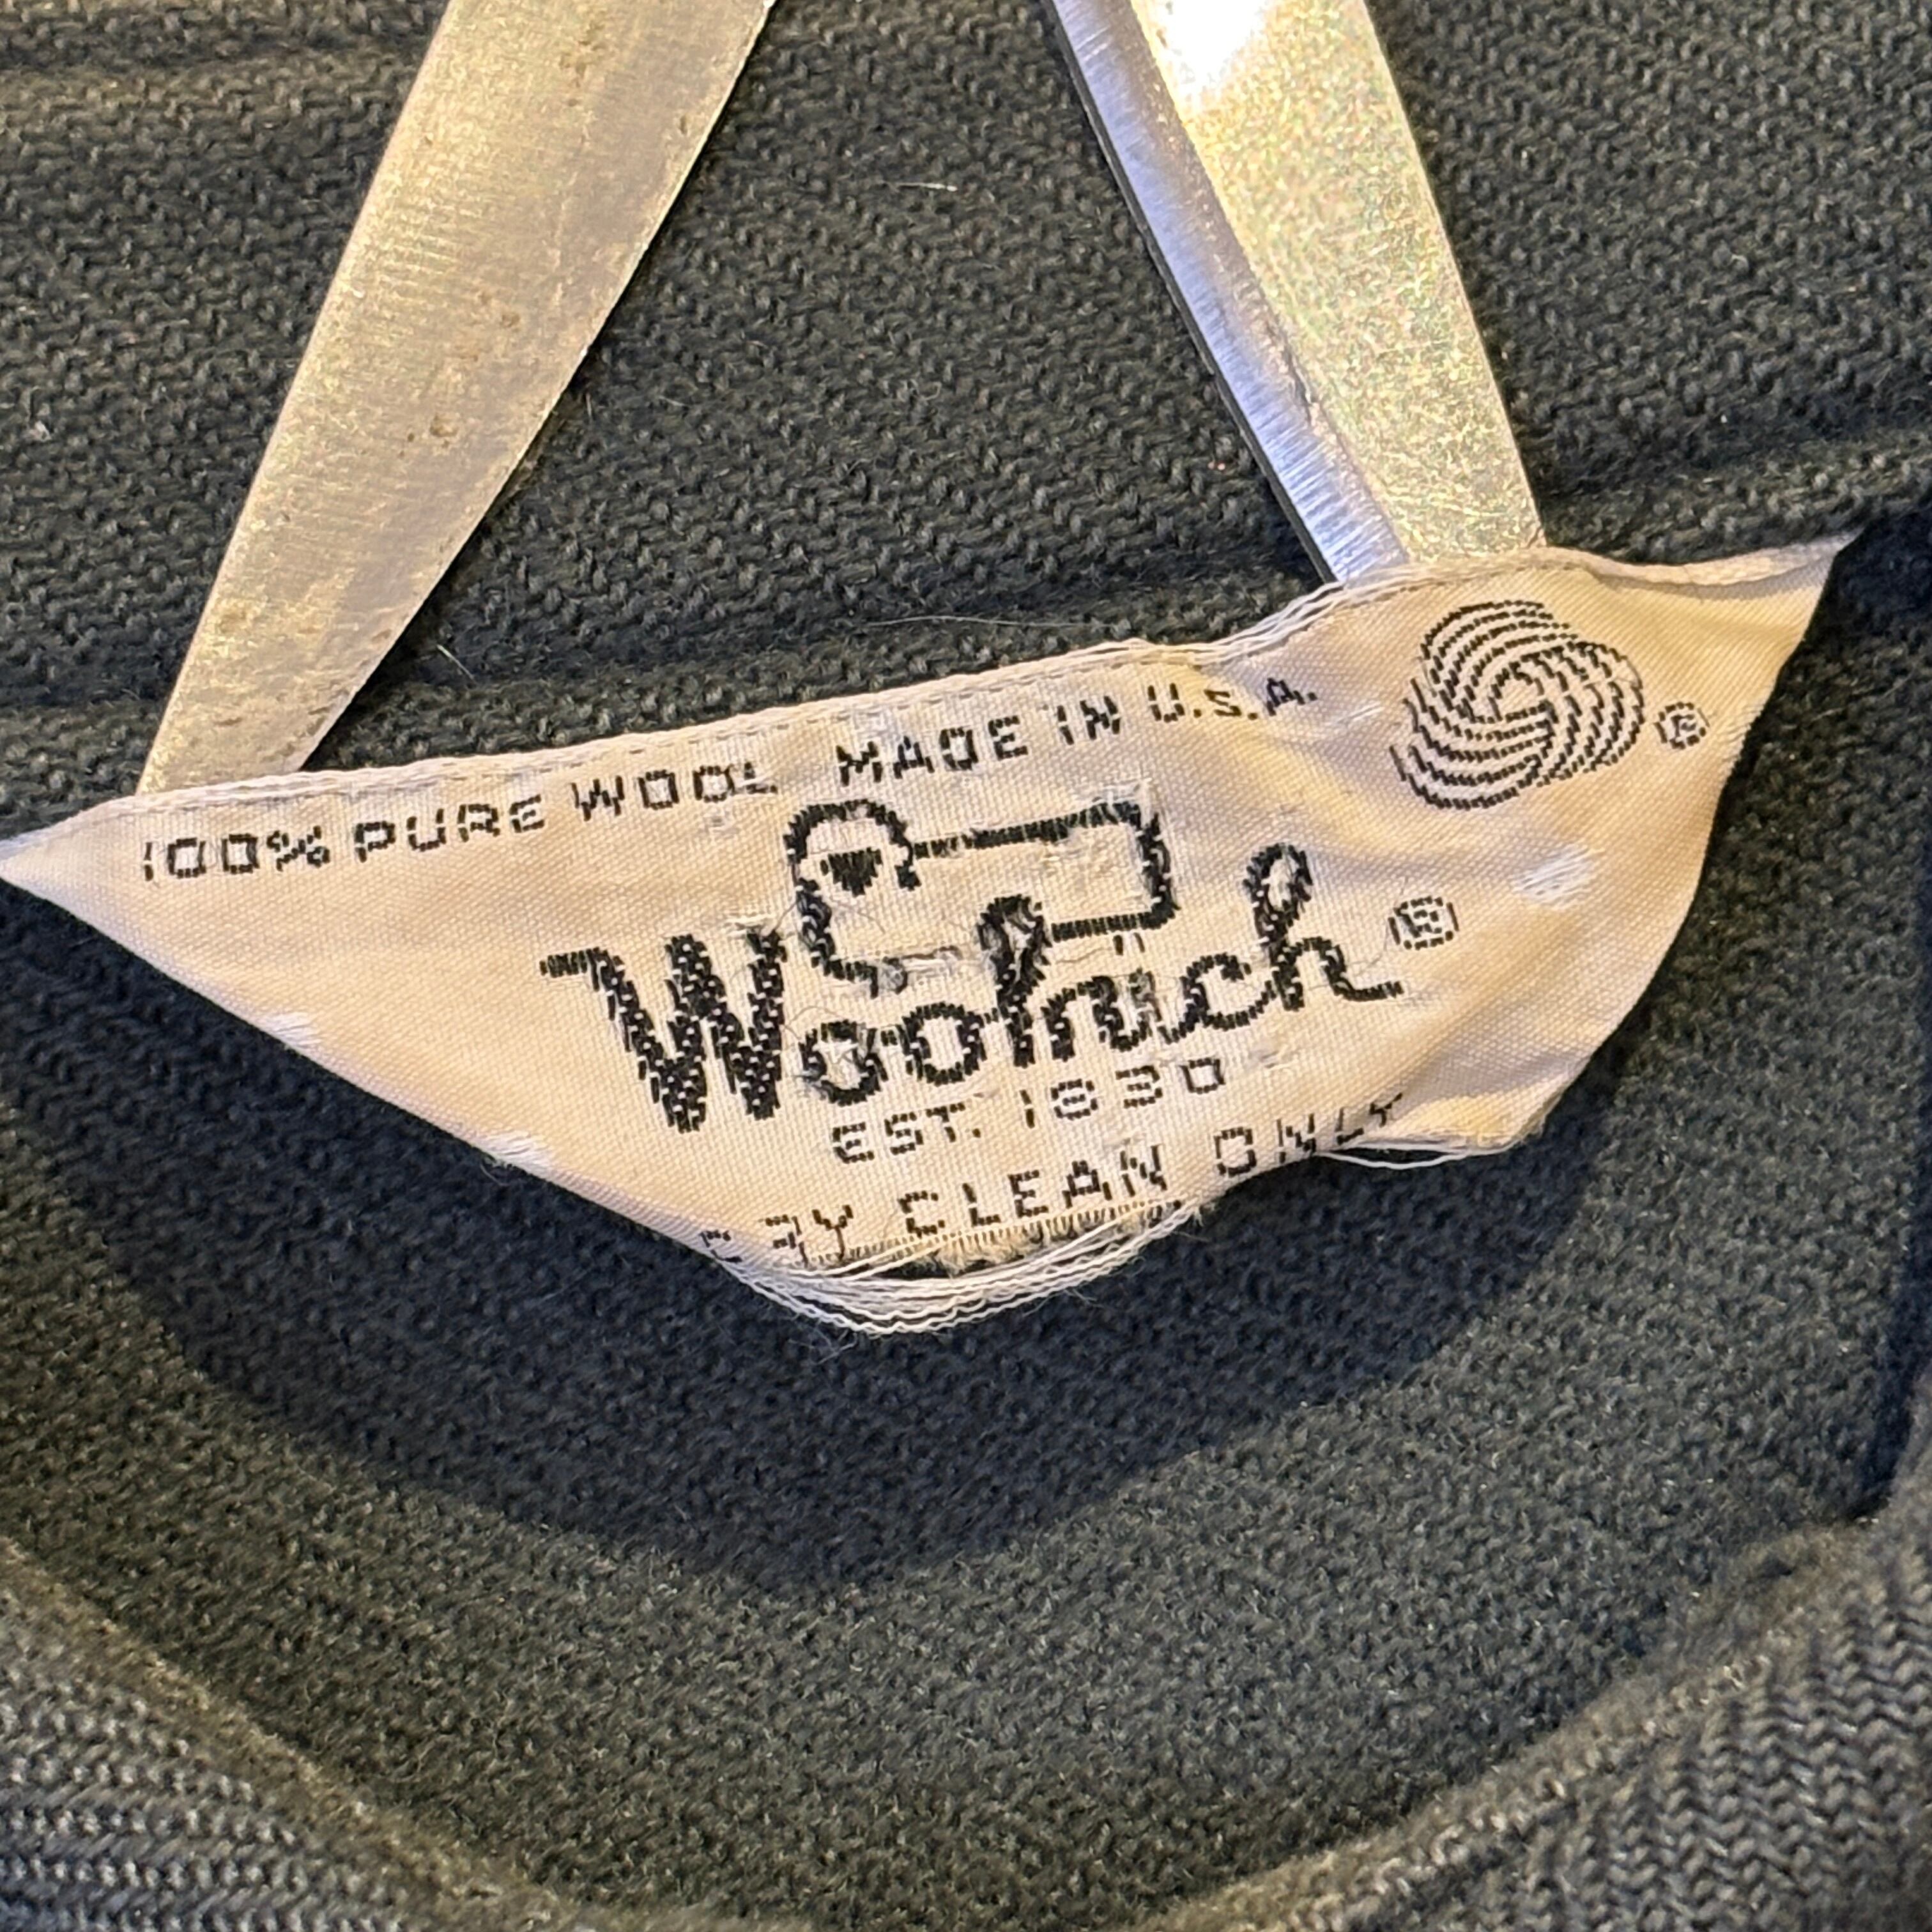 100% PURE WOOL MADE IN U.S.A.
®
Woolrich ®
EST. 1830
DRY CLEAN ONLY